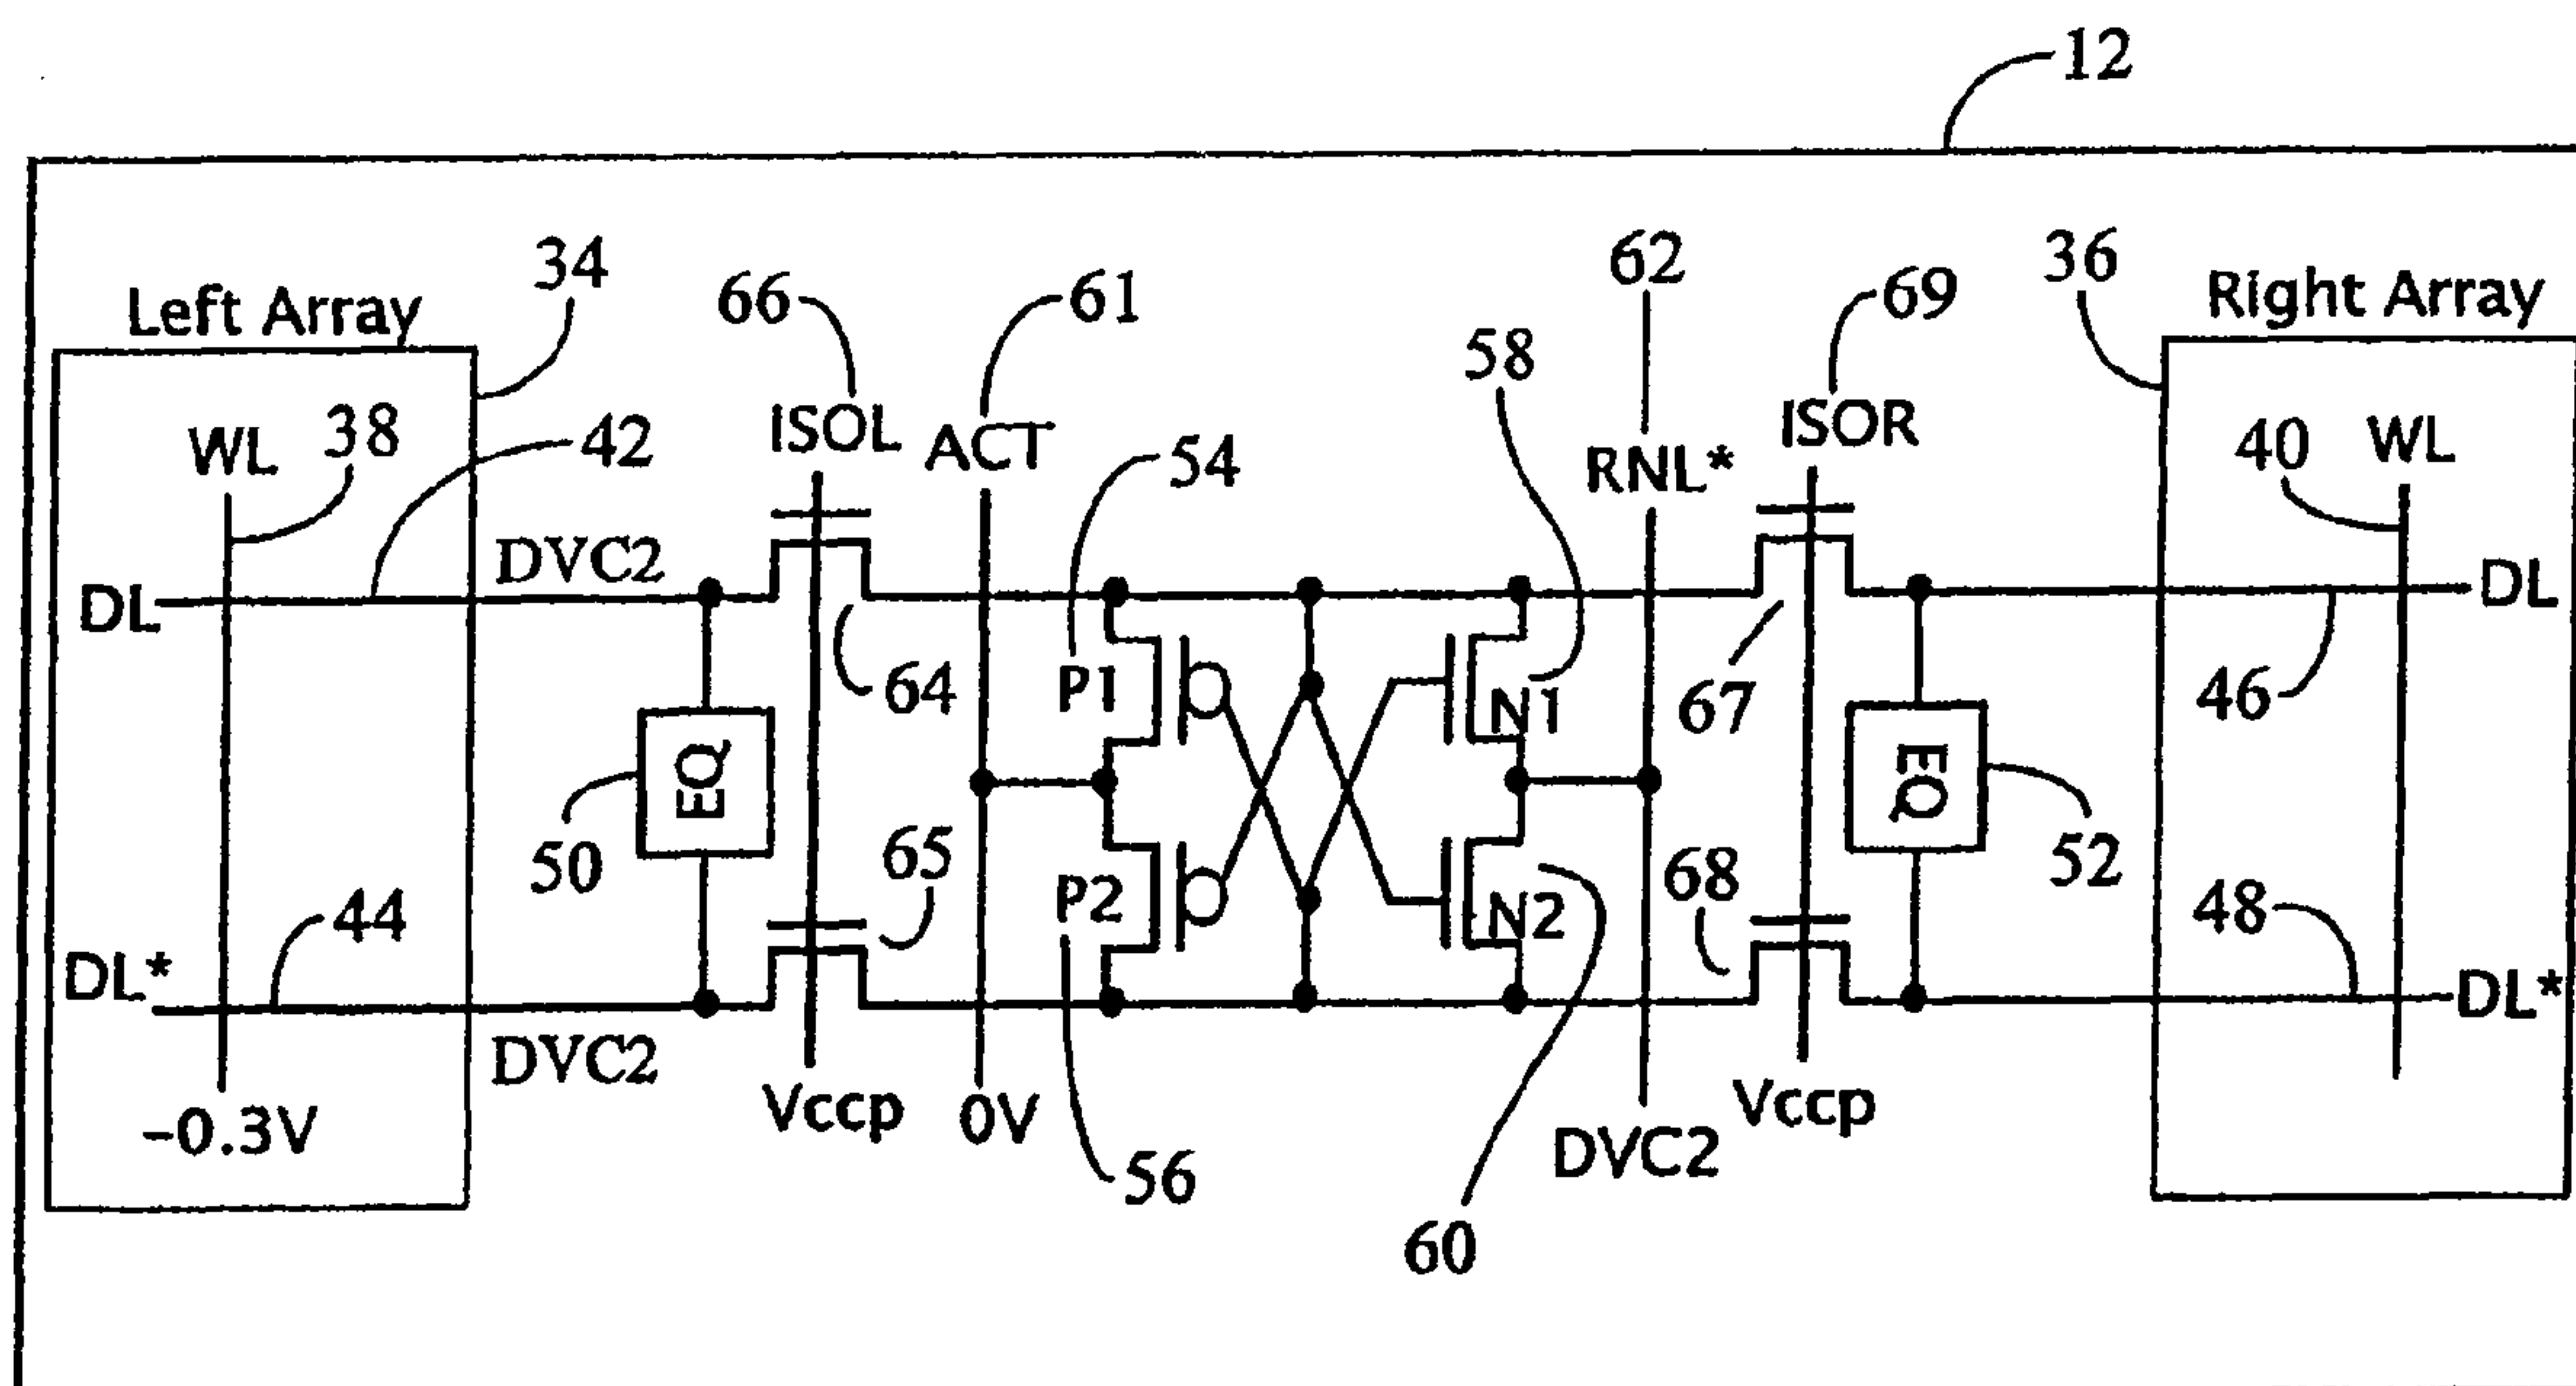 12
34
66
61
62
69
36
Left Array
Right Array
58
WL
38
42
ISOL
ACT
54
RNL*
ISOR
40
WL
DVC2
DL
DL
P1
64
N1
67
46
EQ
EQ
50
65
P2
N2
68
52
44
48
DL*
DL*
DVC2
-0.3V
Vccp
0V
56
DVC2
Vccp
60